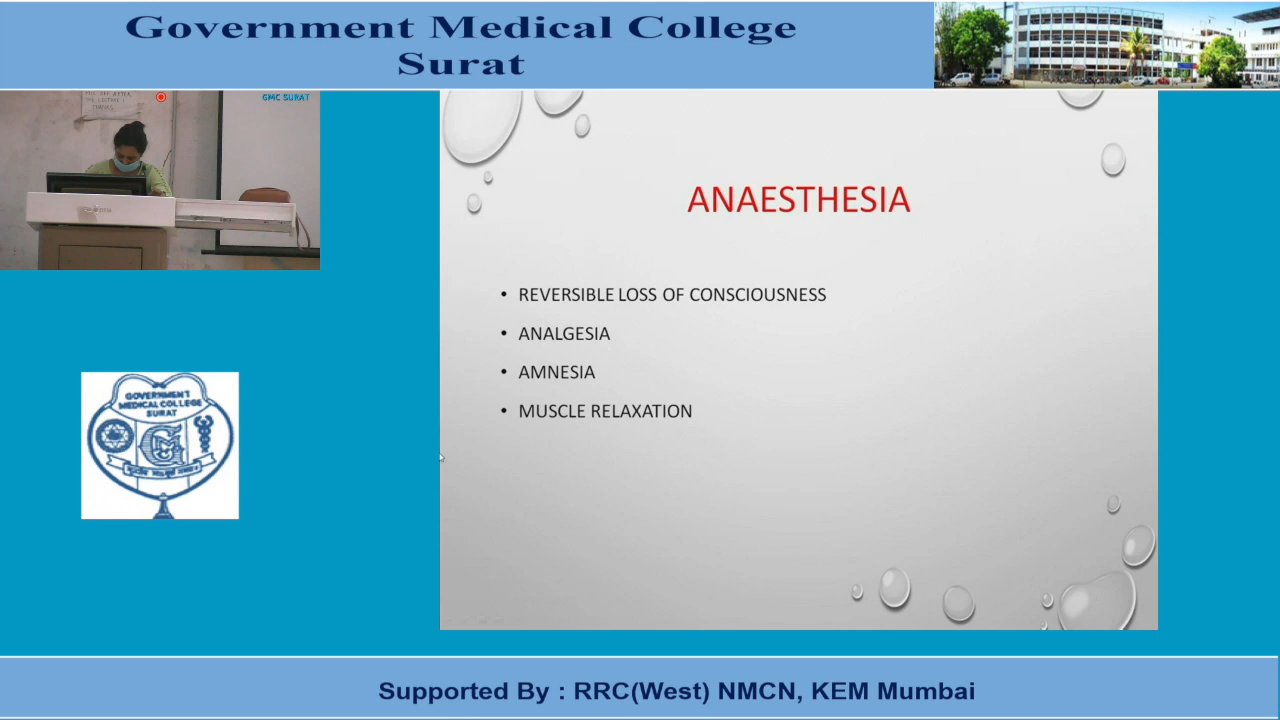 Government Medical College
Surat
GMC SURAT
ANAESTHESIA
• REVERSIBLE LOSS OF CONSCIOUSNESS
• ANALGESIA
• AMNESIA
• MUSCLE RELAXATION
GOVERNMENT
MEDICAL COLLEGE
SURAT
Supported By : RRC(West) NMCN, KEM Mumbai